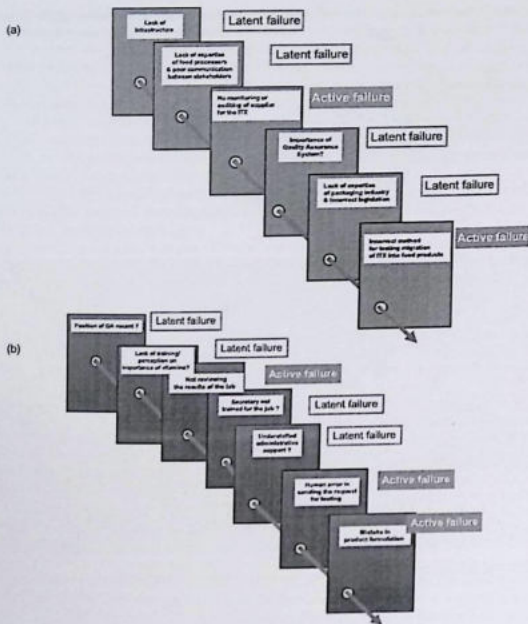 (a)
Lack of
infrastructure
Latent failure
Lack of expertise
of food processors
& poor communication
between stakeholders
Latent failure
No monitoring or
auditing of supplier
for the ITX
Active failure
Importance of
Quality Assurance
System?
Latent failure
Lack of expertise
of packaging industry
& incorrect legislation
Latent failure
Incorrect method
for testing migration
of ITX into food products
Active failure
(b)
Position of QA vacant ?
Latent failure
Lack of training/
perception on
importance of vitamins?
Latent failure
Not reviewing
the results of the job
Active failure
Secretary not
trained for the job ?
Latent failure
Understaffed
administrative
support ?
Latent failure
Human error in
sending the request
for testing
Active failure
Mistake in
product formulation
Active failure